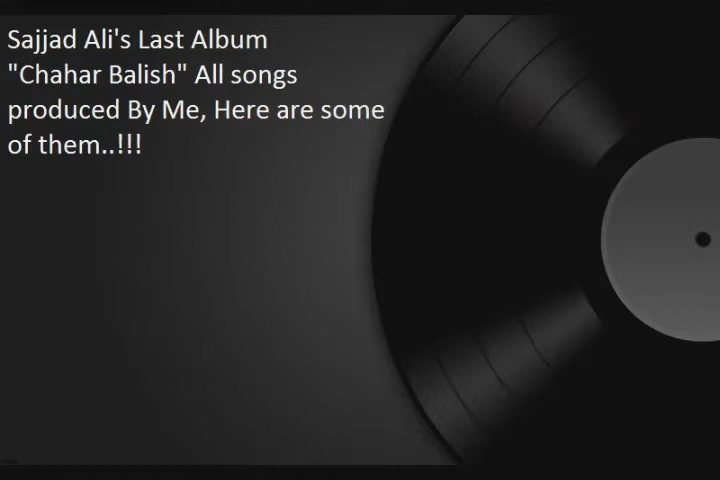 Sajjad Ali's Last Album
"Chahar Balish" All songs
produced By Me, Here are some
of them..!!!